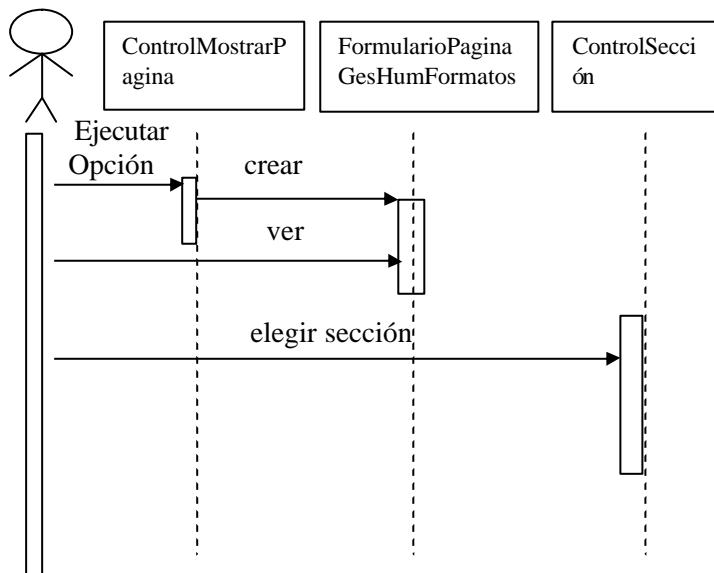 ControlMostrarP
agina
FormularioPagina
GesHumFormatos
ControlSecci
ón
Ejecutar
Opción
crear
ver
elegir sección